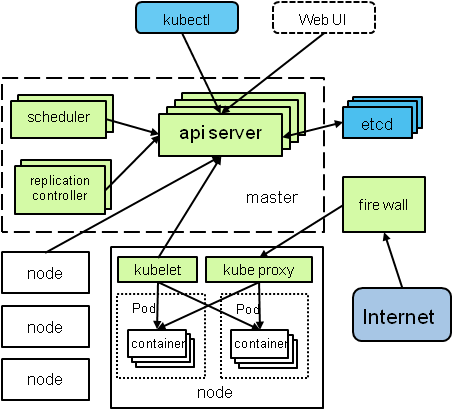 kubectl
Web UI
scheduler
api server
etcd
replication
controller
master
fire wall
node
kubelet
kube proxy
Pod
Pod
node
container
container
Internet
node
node